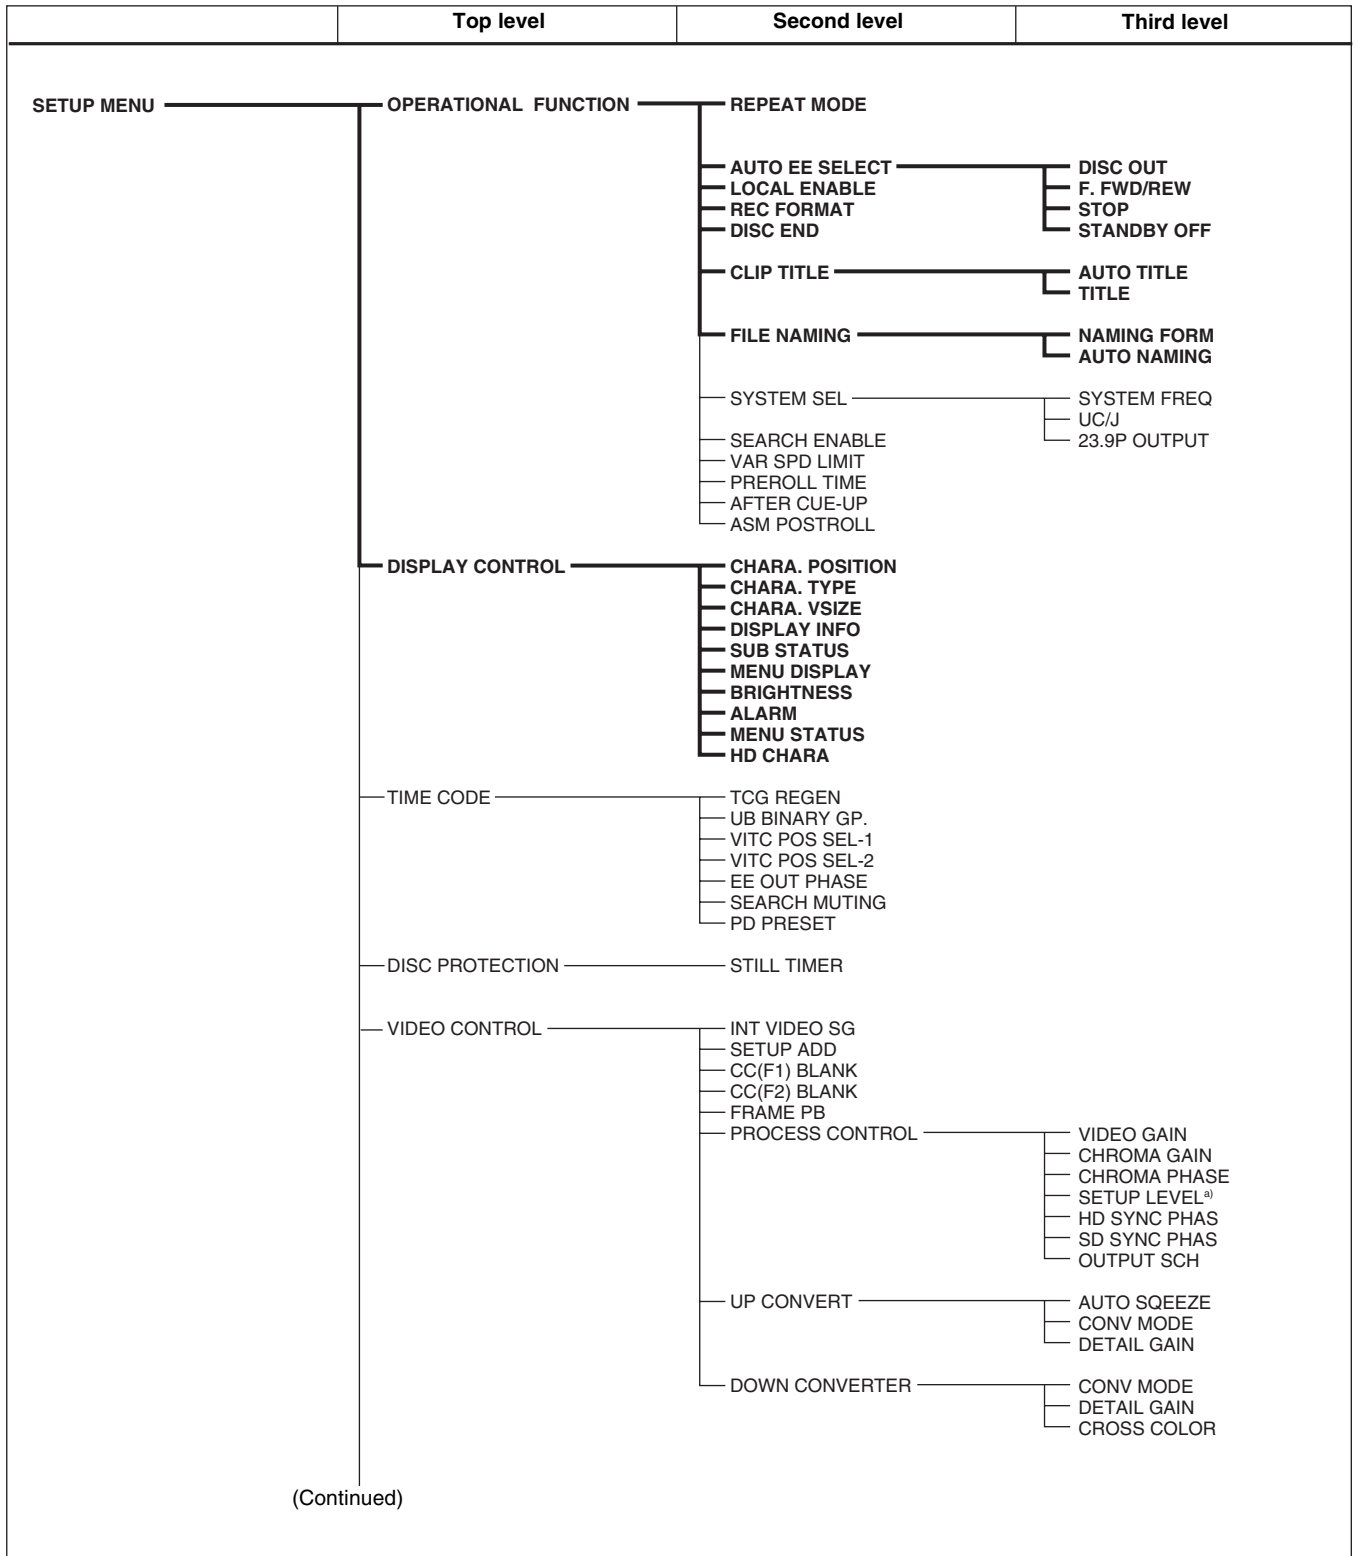 Top level Second level Third level
SETUP MENU OPERATIONAL FUNCTION REPEAT MODE
AUTO EE SELECT DISC OUT
LOCAL ENABLE F. FWD/REW
REC FORMAT STOP
DISC END STANDBY OFF
CLIP TITLE AUTO TITLE
TITLE
FILE NAMING NAMING FORM
AUTO NAMING
SYSTEM SEL SYSTEM FREQ
UC/J
SEARCH ENABLE 23.9P OUTPUT
VAR SPD LIMIT
PREROLL TIME
AFTER CUE-UP
ASM POSTROLL
DISPLAY CONTROL CHARA. POSITION
CHARA. TYPE
CHARA. VSIZE
DISPLAY INFO
SUB STATUS
MENU DISPLAY
BRIGHTNESS
ALARM
MENU STATUS
HD CHARA
TIME CODE TCG REGEN
UB BINARY GP.
VITC POS SEL-1
VITC POS SEL-2
EE OUT PHASE
SEARCH MUTING
PD PRESET
DISC PROTECTION STILL TIMER
VIDEO CONTROL INT VIDEO SG
SETUP ADD
CC(F1) BLANK
CC(F2) BLANK
FRAME PB
PROCESS CONTROL VIDEO GAIN
CHROMA GAIN
CHROMA PHASE
SETUP LEVEL a)
HD SYNC PHAS
SD SYNC PHAS
OUTPUT SCH
UP CONVERT AUTO SQEEZE
CONV MODE
DETAIL GAIN
DOWN CONVERTER CONV MODE
DETAIL GAIN
CROSS COLOR
(Continued)